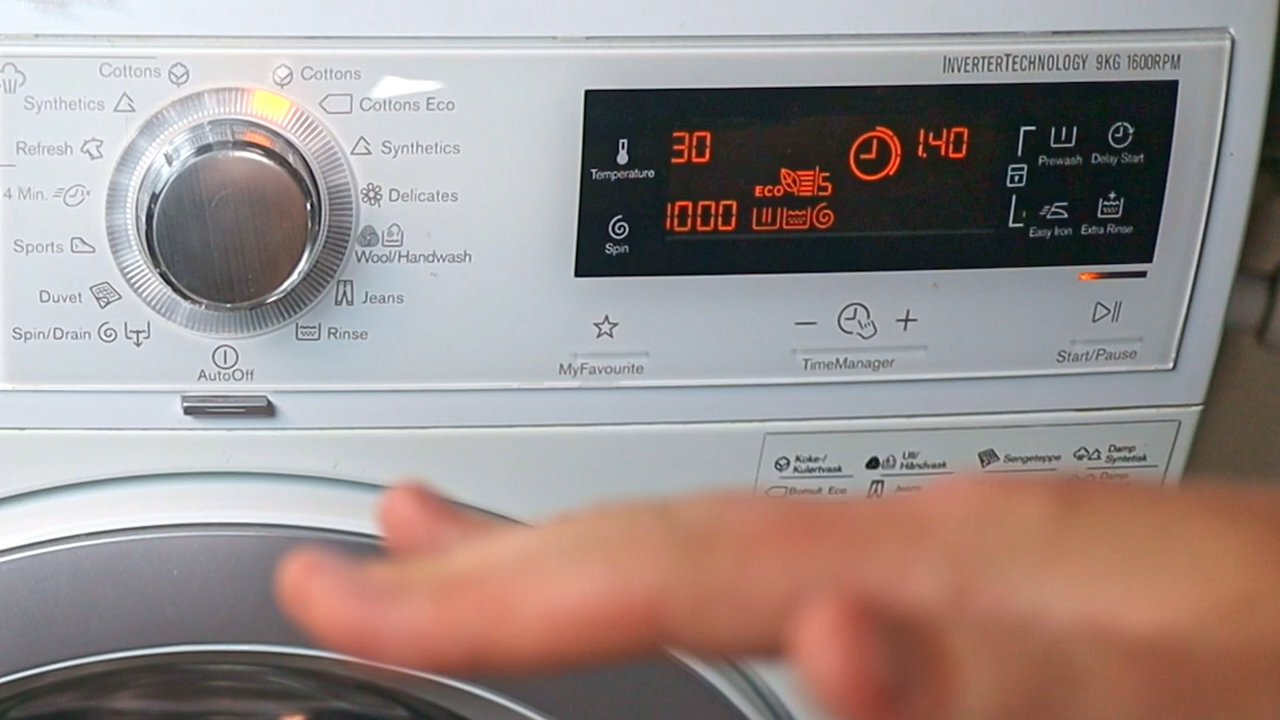 INVERTERTECHNOLOGY 9KG 1600RPM
Cottons
Cottons
Synthetics
Cottons Eco
Refresh
Synthetics
4 Min.
Delicates
Sports
Wool/Handwash
Duvet
Jeans
Spin/Drain
Rinse
AutoOff
30
1.40
Temperature
Prewash
Delay Start
ECO
1000
Spin
Easy Iron
Extra Rinse
MyFavourite
TimeManager
Start/Pause
Koke-/
Kulørtvask
Ull/
Håndvask
Sengeteppe
Damp
Syntetisk
Bomull Eco
Jeans
Damp